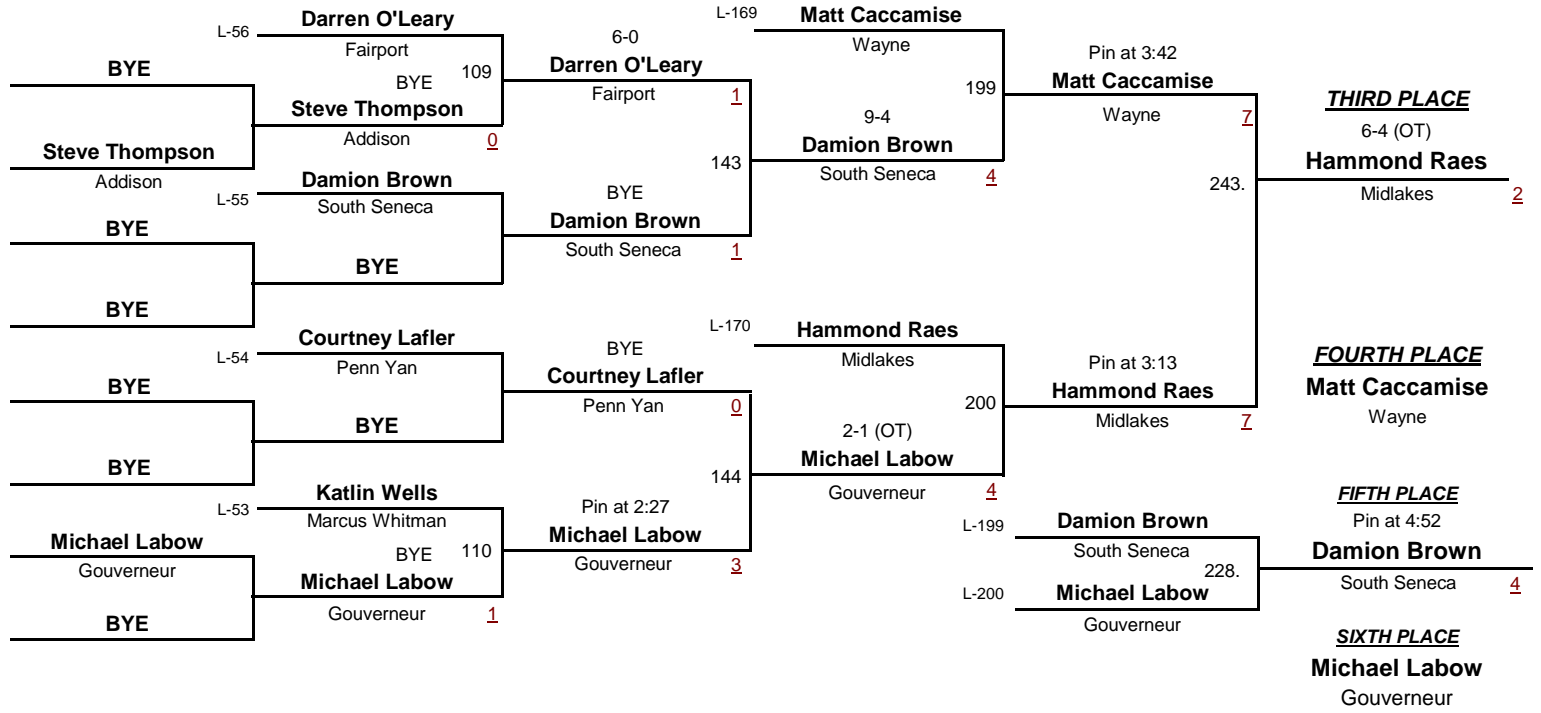 BYE
Steve Thompson
Addison
BYE
BYE
BYE
BYE
Michael Labow
Gouverneur
BYE
L-56
Darren O'Leary
Fairport
BYE
109
Steve Thompson
Addison
0
L-55
Damion Brown
South Seneca
BYE
L-54
Courtney Lafler
Penn Yan
BYE
L-53
Katlin Wells
Marcus Whitman
BYE
110
Michael Labow
Gouverneur
1
6-0
Darren O'Leary
Fairport
1
143
BYE
Damion Brown
South Seneca
1
BYE
Courtney Lafler
Penn Yan
0
144
Pin at 2:27
Michael Labow
Gouverneur
3
L-169
Matt Caccamise
Wayne
199
9-4
Damion Brown
South Seneca
4
L-170
Hammond Raes
Midlakes
200
2-1 (OT)
Michael Labow
Gouverneur
4
Pin at 3:42
Matt Caccamise
Wayne
7
243.
Pin at 3:13
Hammond Raes
Midlakes
7
L-199
Damion Brown
South Seneca
228.
L-200
Michael Labow
Gouverneur
THIRD PLACE
6-4 (OT)
Hammond Raes
Midlakes
2
FOURTH PLACE
Matt Caccamise
Wayne
FIFTH PLACE
Pin at 4:52
Damion Brown
South Seneca
4
SIXTH PLACE
Michael Labow
Gouverneur